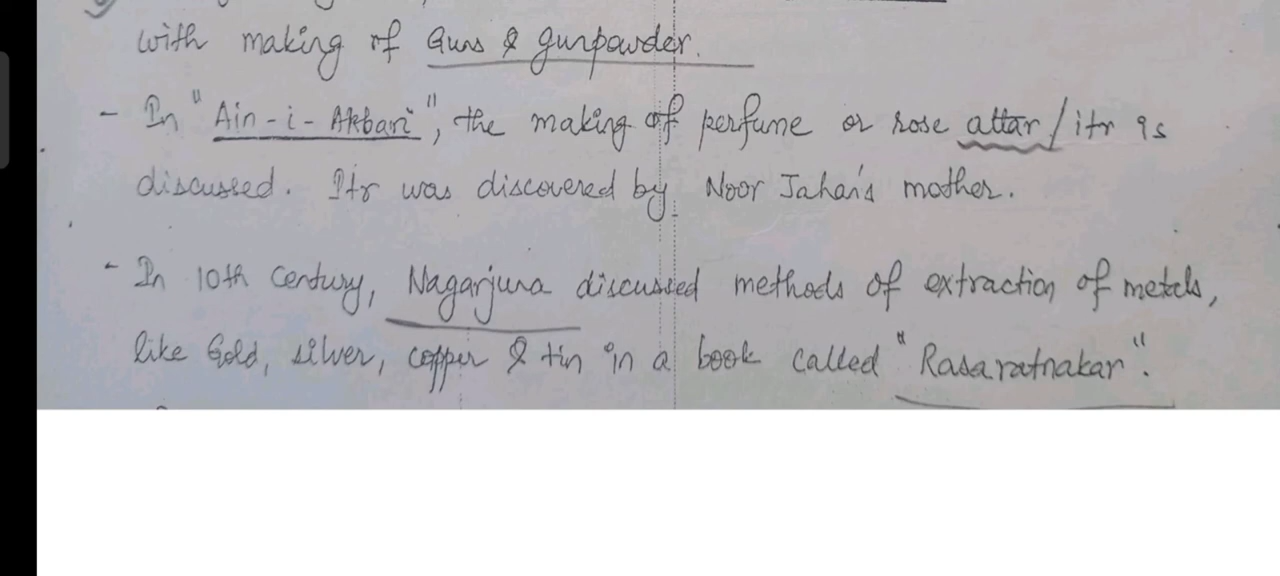 with making of Guns & gunpowder.
- In "Ain-i-Akbari", the making of perfume or rose attar/itr is
discussed. Itr was discovered by Noor Jahan's mother.
- In 10th Century, Nagarjuna discussed methods of extraction of metals,
like Gold, silver, copper & tin in a book called "Rasaratnakar".